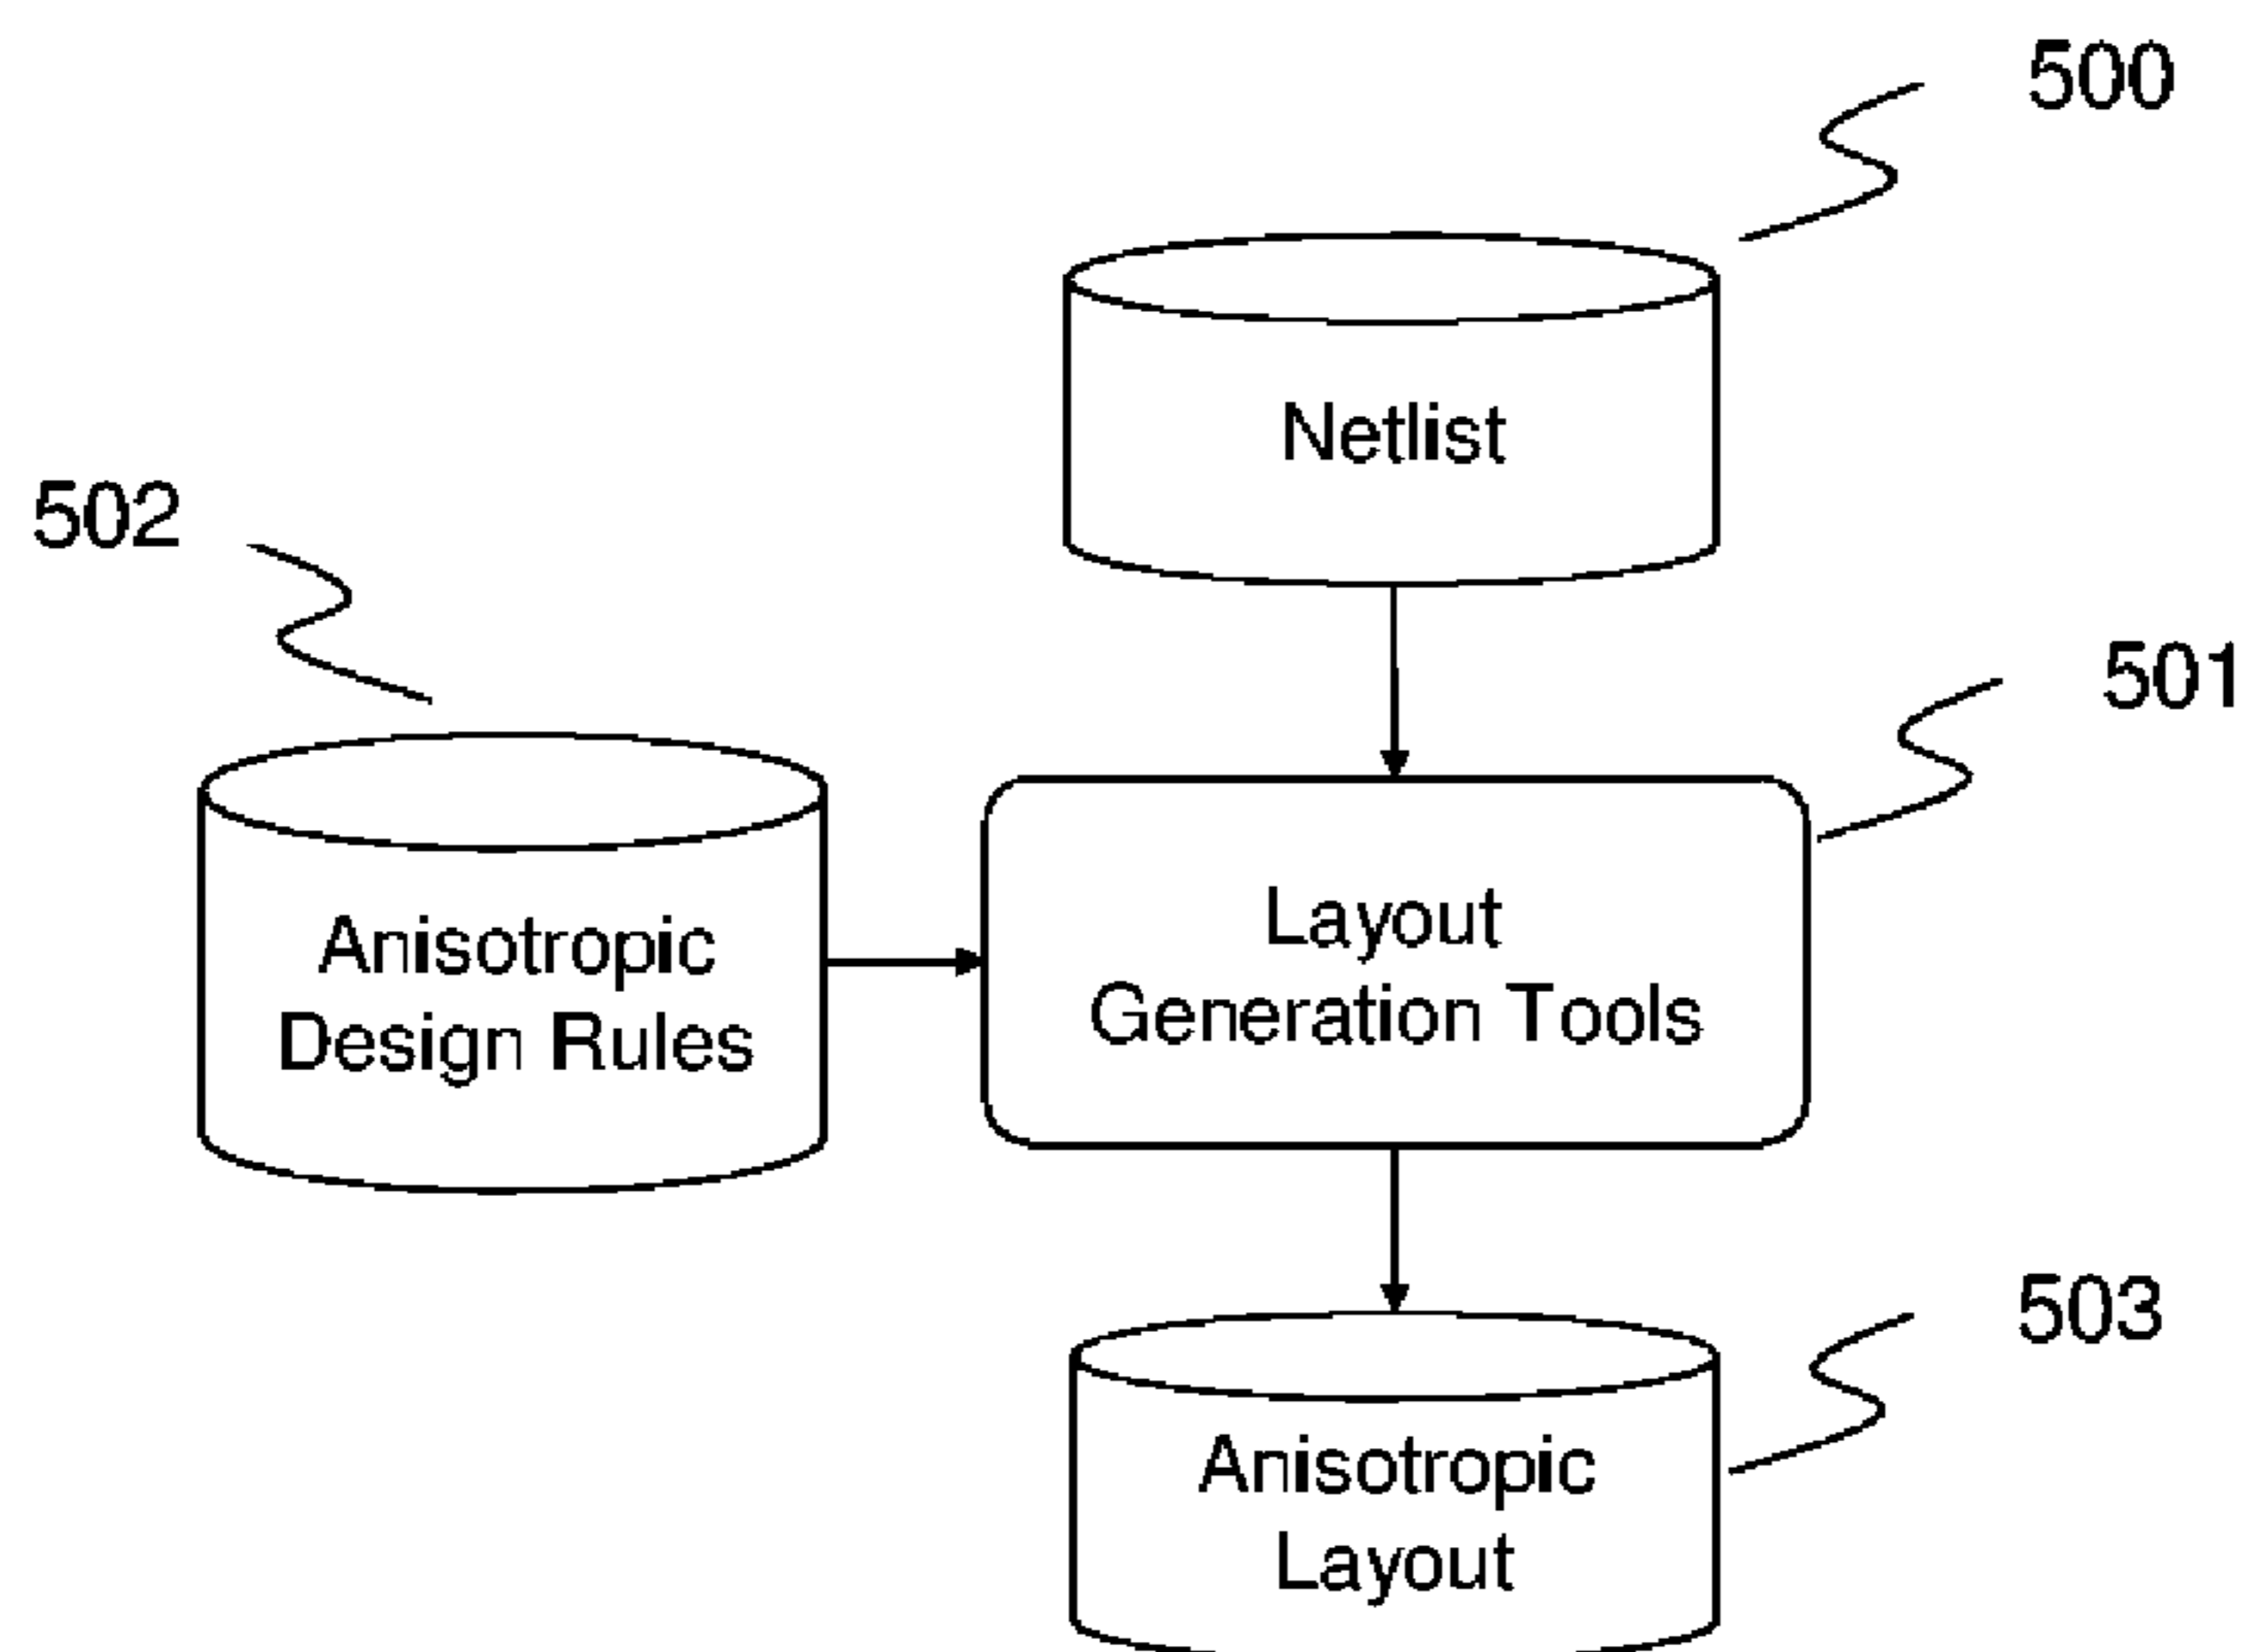 500
Netlist
502
501
Anisotropic
Design Rules
Layout
Generation Tools
503
Anisotropic
Layout